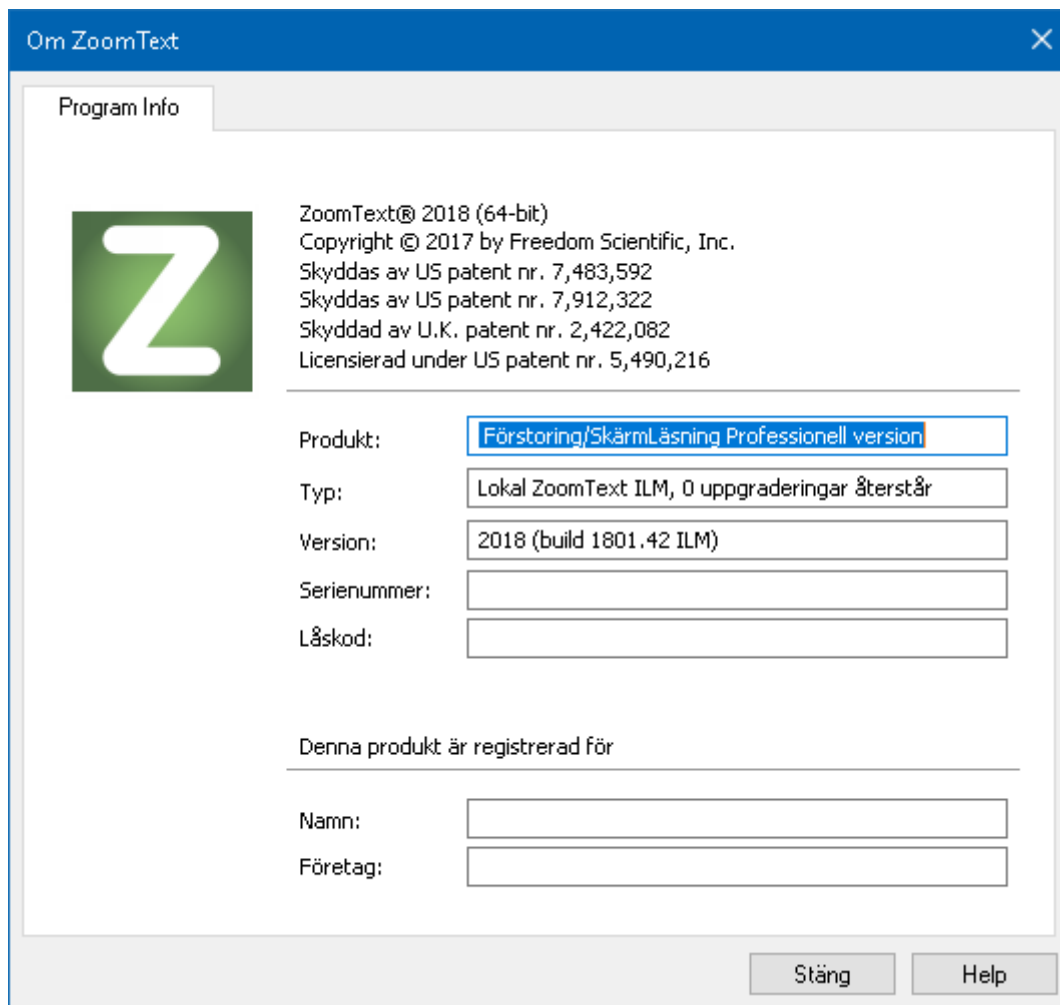 Om ZoomText
Program Info
Z
ZoomText® 2018 (64-bit)
Copyright © 2017 by Freedom Scientific, Inc.
Skyddas av US patent nr. 7,483,592
Skyddas av US patent nr. 7,912,322
Skyddad av U.K. patent nr. 2,422,082
Licensierad under US patent nr. 5,490,216
Produkt: Förstoring/SkärmLäsning Professionell version
Typ: Lokal ZoomText ILM, 0 uppgraderingar återstår
Version: 2018 (build 1801.42 ILM)
Serienummer:
Låskod:
Denna produkt är registrerad för
Namn:
Företag:
Stäng Help